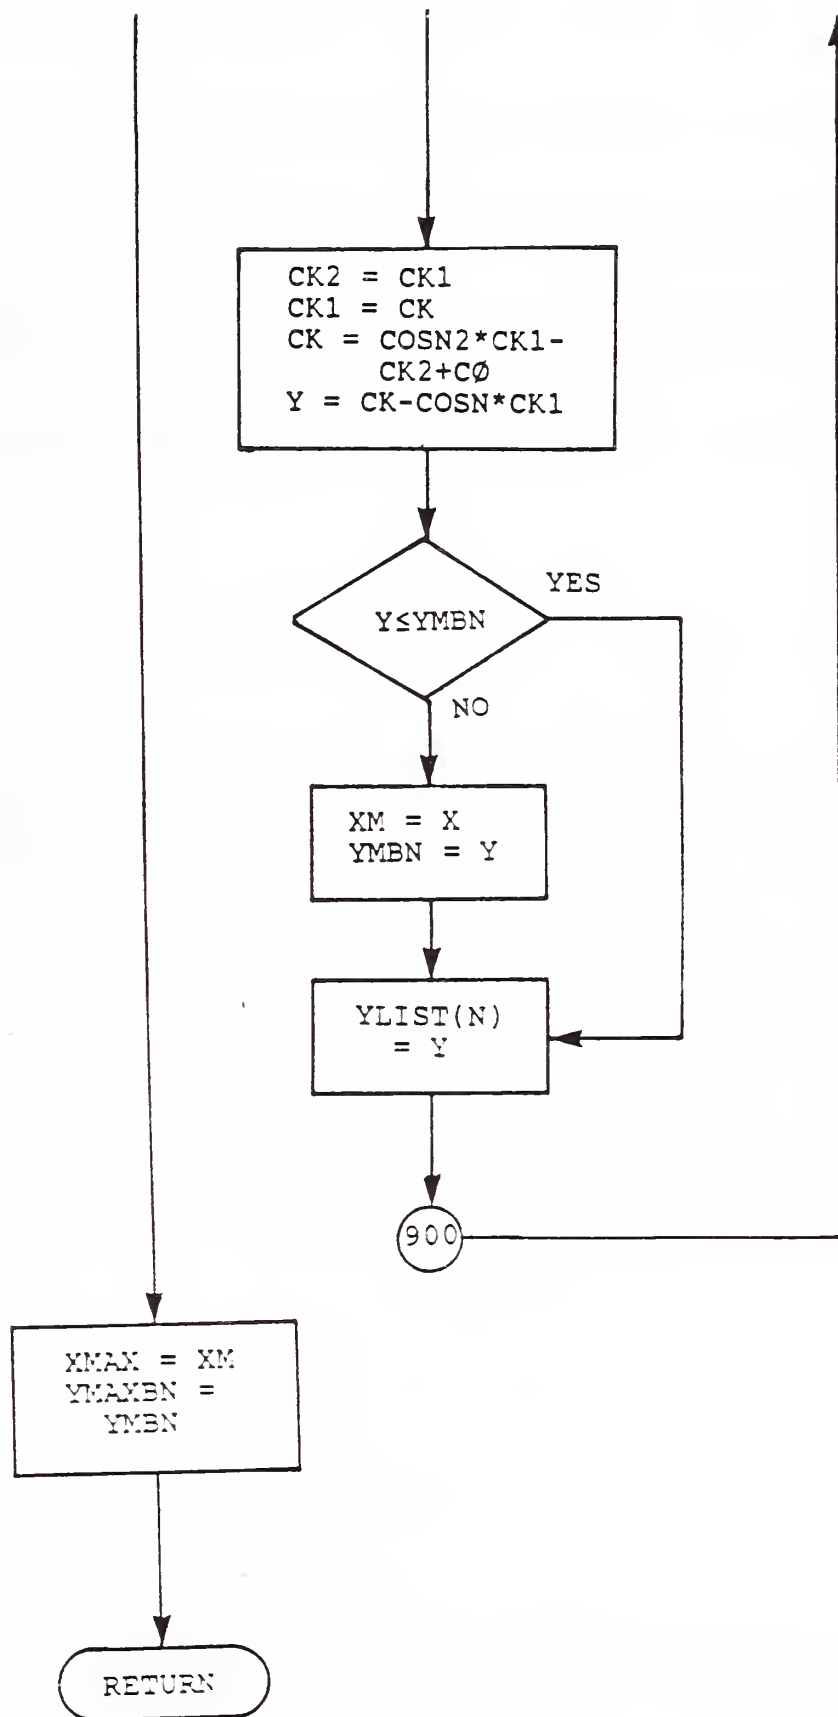 CK2 = CK1
CK1 = CK
CK = COSN2*CK1-
CK2+CØ
Y = CK-COSN*CK1
Y≤YMBN
YES
NO
XM = X
YMBN = Y
YLIST(N)
= Y
900
XMAX = XM
YMAXBN =
YMBN
RETURN